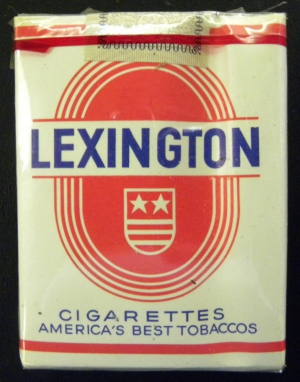 LEXINGTON
CIGARETTES
AMERICA'S BEST TOBACCOS